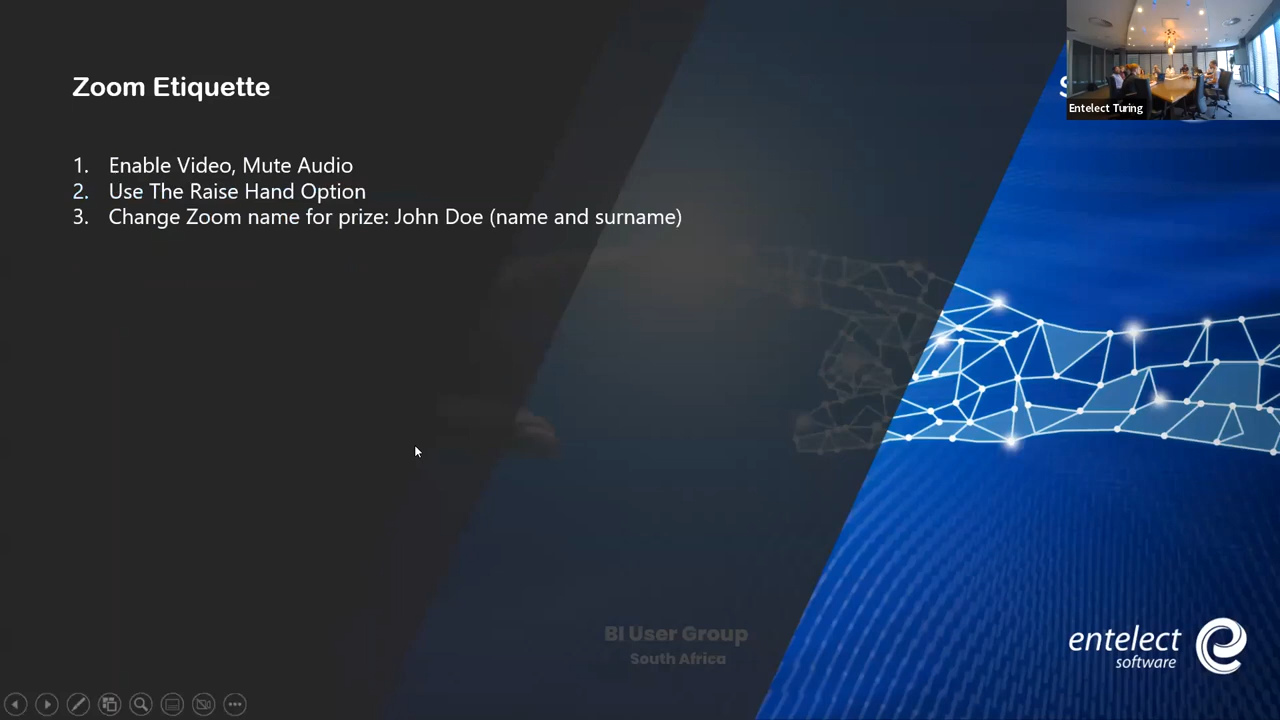 Zoom Etiquette
Entelect Turing
1. Enable Video, Mute Audio
2. Use The Raise Hand Option
3. Change Zoom name for prize: John Doe (name and surname)
BI User Group
South Africa
entelect
software